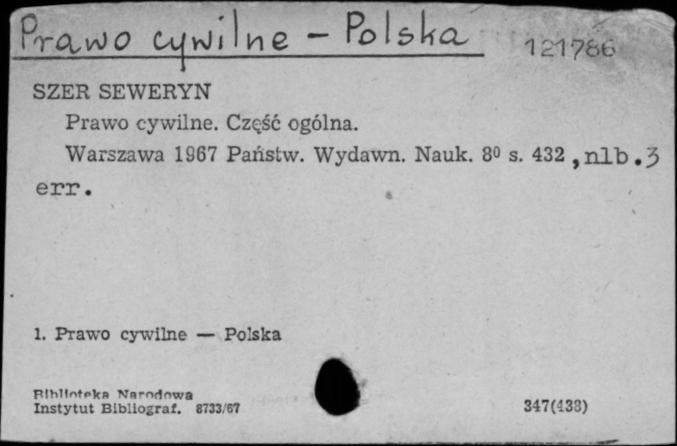 Prawo cywilne – Polska 121786
SZER SEWERYN
Prawo cywilne. Część ogólna.
Warszawa 1967 Państw. Wydawn. Nauk. 8⁰ s. 432, nlb. 3
err.
1. Prawo cywilne — Polska
Biblioteka Narodowa
Instytut Bibliograf. 8733/67 347(438)